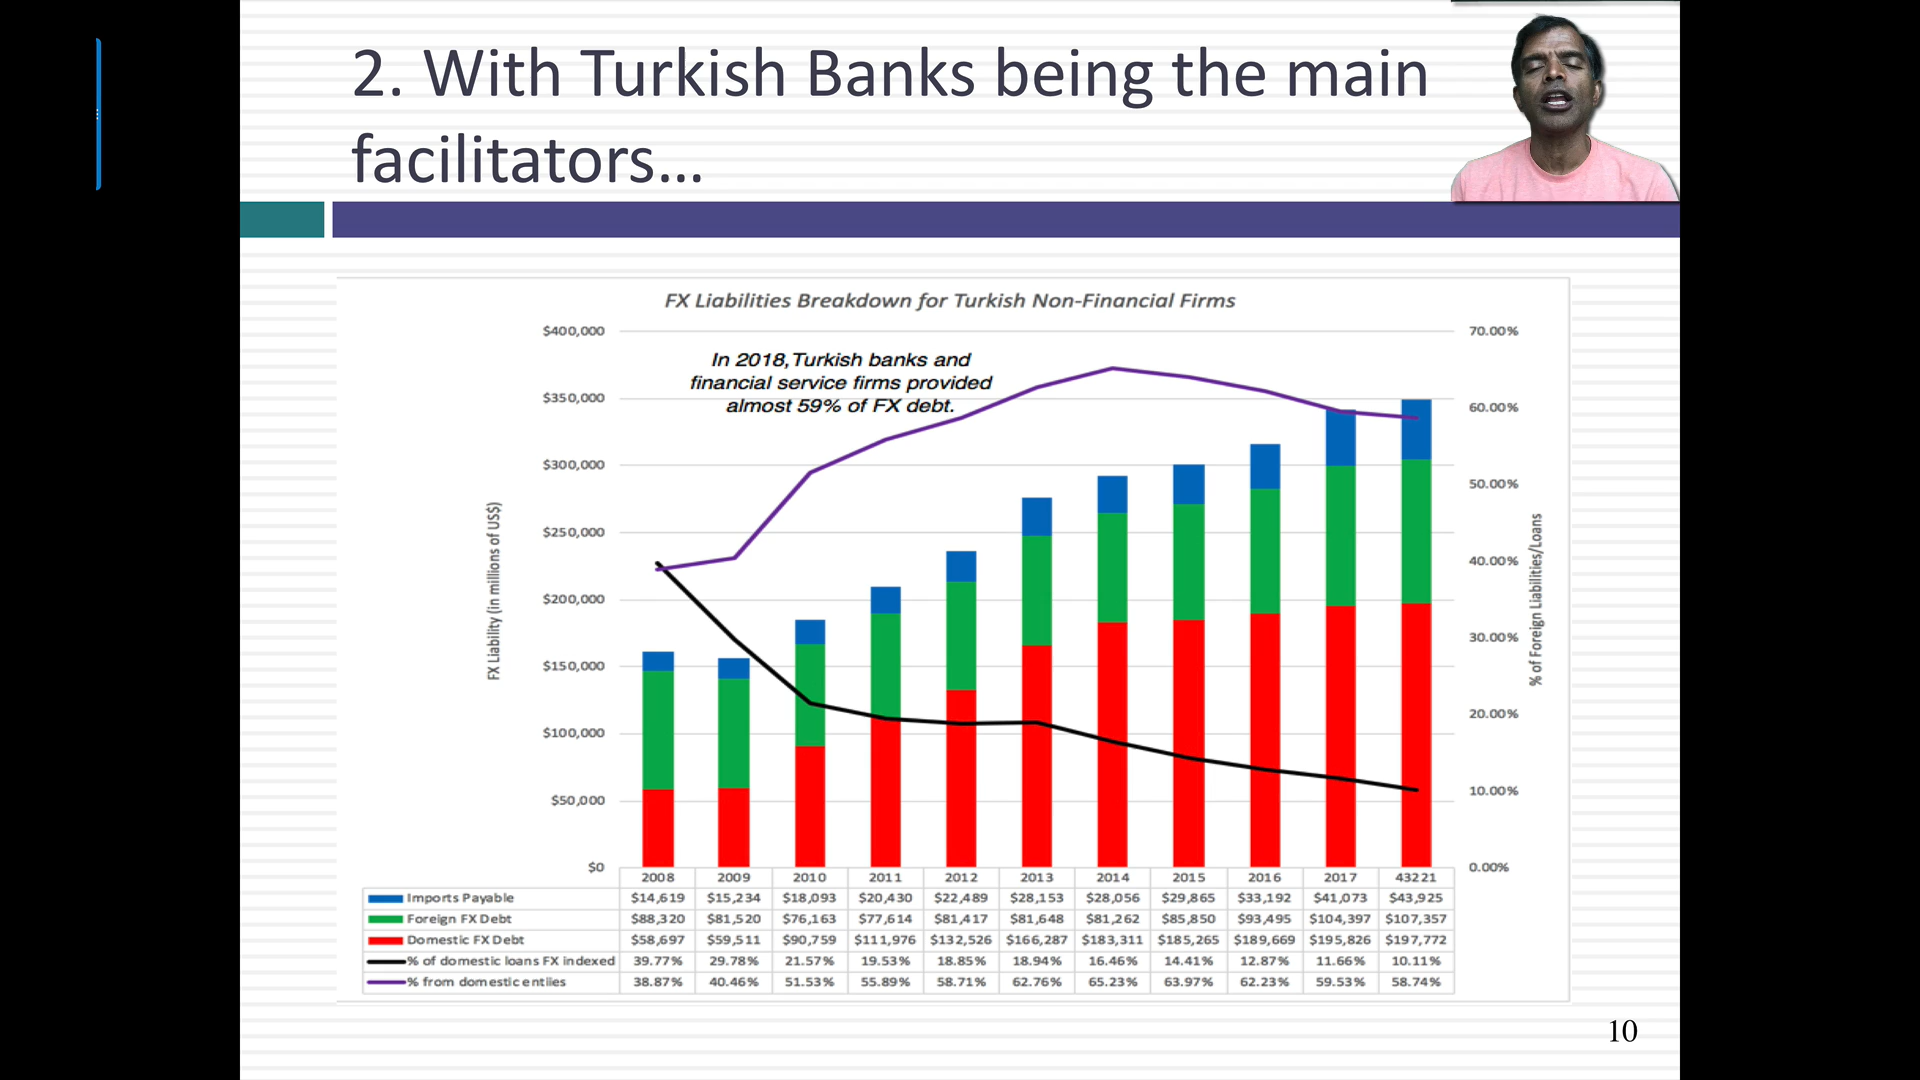 2. With Turkish Banks being the main
facilitators…
FX Liabilities Breakdown for Turkish Non-Financial Firms
In 2018, Turkish banks and
financial service firms provided
almost 59% of FX debt.
FX Liability (in millions of US$)
$400,000
$350,000
$300,000
$250,000
$200,000
$150,000
$100,000
$50,000
$0
70.00%
60.00%
50.00%
40.00%
30.00%
20.00%
10.00%
0.00%
% of Foreign Liabilities/Loans
2008 2009 2010 2011 2012 2013 2014 2015 2016 2017 43221
Imports Payable $14,619 $15,234 $18,093 $20,430 $22,489 $28,153 $28,056 $29,865 $33,192 $41,073 $43,925
Foreign FX Debt $88,320 $81,520 $76,163 $77,614 $81,417 $81,648 $81,262 $85,850 $93,495 $104,397 $107,357
Domestic FX Debt $58,697 $59,511 $90,759 $111,976 $132,526 $166,287 $183,311 $185,265 $189,669 $195,826 $197,772
% of domestic loans FX indexed 39.77% 29.78% 21.57% 19.53% 18.85% 18.94% 16.46% 14.41% 12.87% 11.66% 10.11%
% from domestic entiies 38.87% 40.46% 51.53% 55.89% 58.71% 62.76% 65.23% 63.97% 62.23% 59.53% 58.74%
10